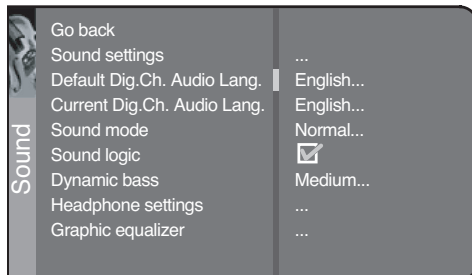 Sound
Go back
Sound settings ...
Default Dig.Ch. Audio Lang. English...
Current Dig.Ch. Audio Lang. English...
Sound mode Normal...
Sound logic
Dynamic bass Medium...
Headphone settings ...
Graphic equalizer ...